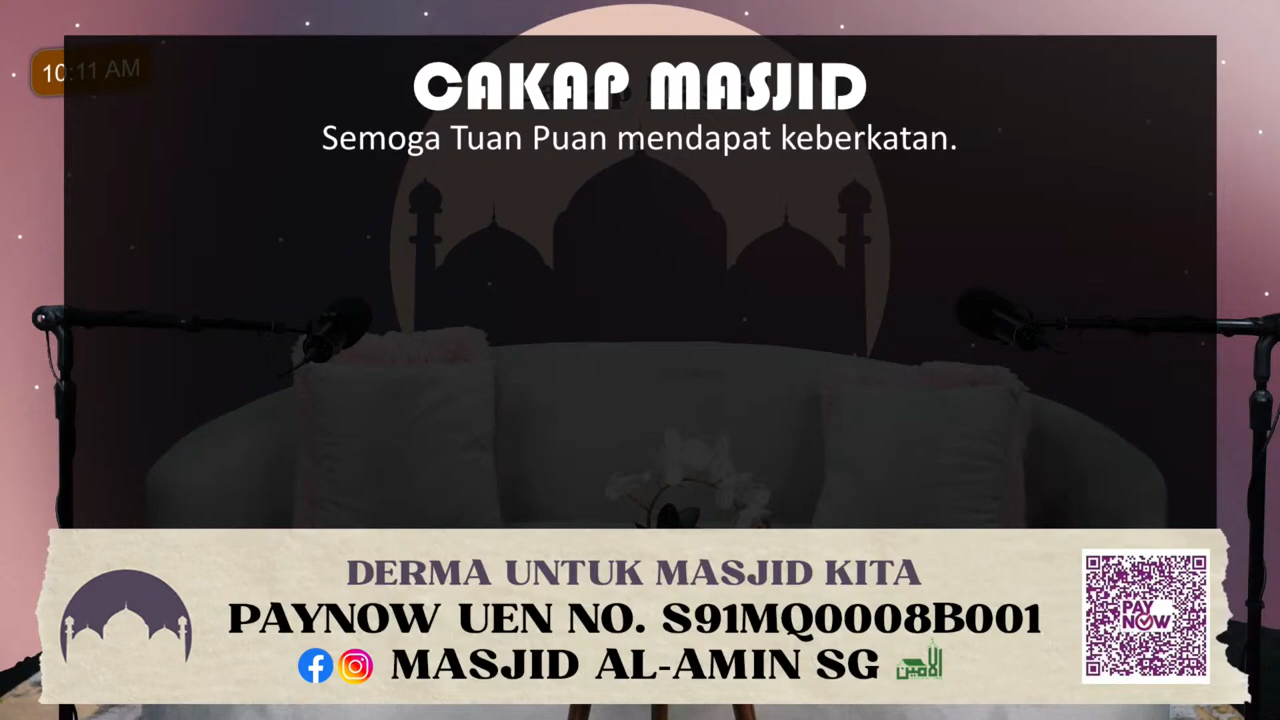 10:11 AM
CAKAP MASJID
Semoga Tuan Puan mendapat keberkatan.
DERMA UNTUK MASJID KITA
PAYNOW UEN NO. S91MQ0008B001
MASJID AL-AMIN SG الأمين
PAY
NOW